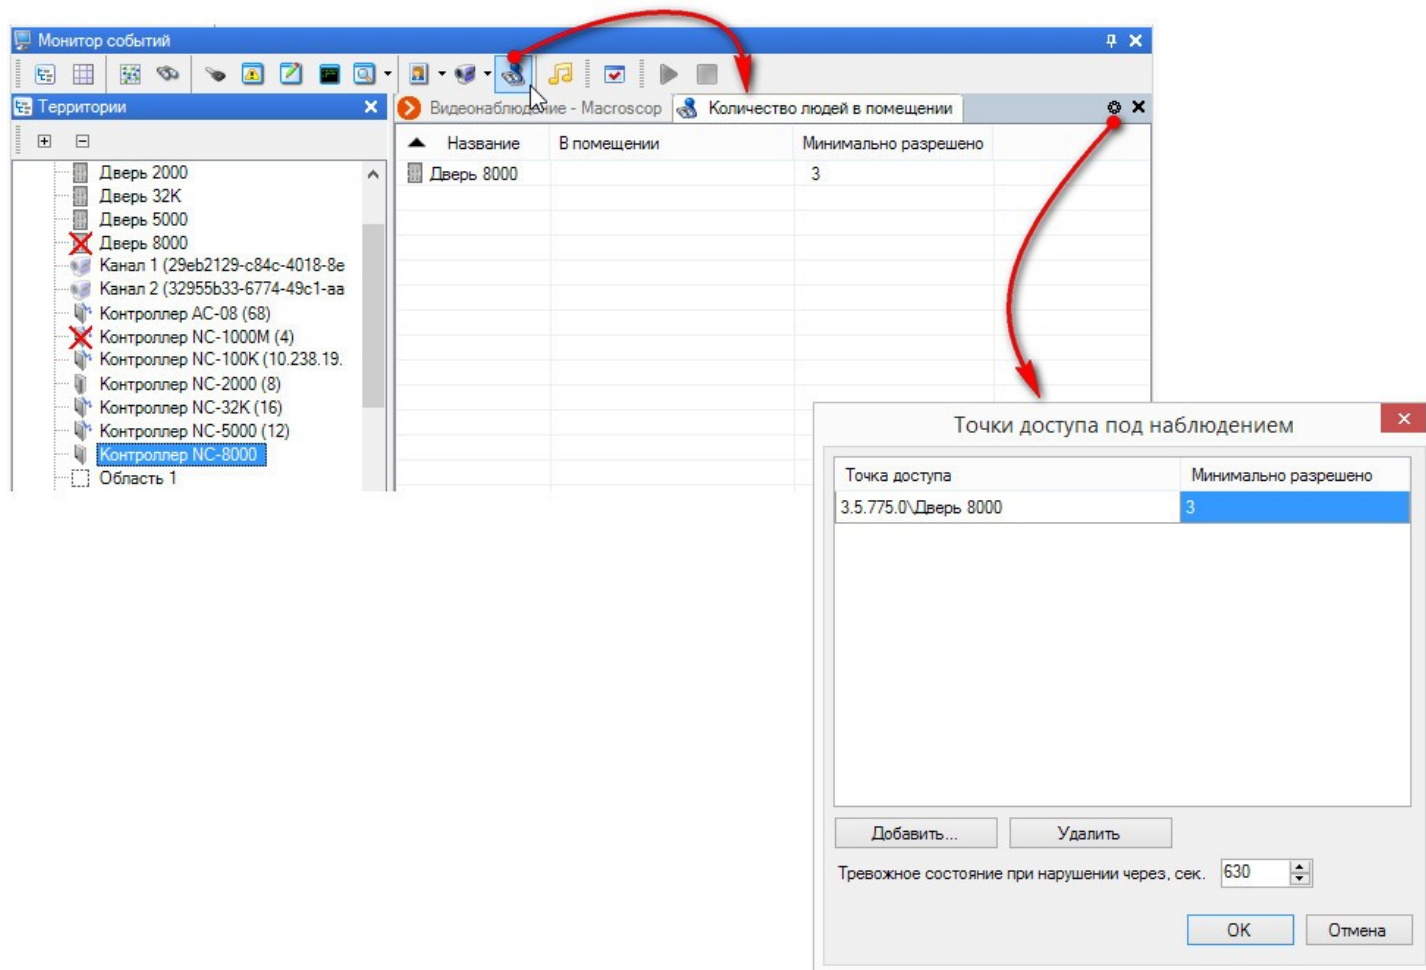 Монитор событий
Территории
Видеонаблюдение - Macroscop
Количество людей в помещении
Название
В помещении
Минимально разрешено
Дверь 8000
3
Дверь 2000
Дверь 32K
Дверь 5000
Дверь 8000
Канал 1 (29eb2129-c84c-4018-8e
Канал 2 (32955b33-6774-49c1-aa
Контроллер AC-08 (68)
Контроллер NC-1000M (4)
Контроллер NC-100K (10.238.19.
Контроллер NC-2000 (8)
Контроллер NC-32K (16)
Контроллер NC-5000 (12)
Контроллер NC-8000
Область 1
Точки доступа под наблюдением
Точка доступа
Минимально разрешено
3.5.775.0\Дверь 8000
3
Добавить...
Удалить
Тревожное состояние при нарушении через, сек.
630
OK
Отмена